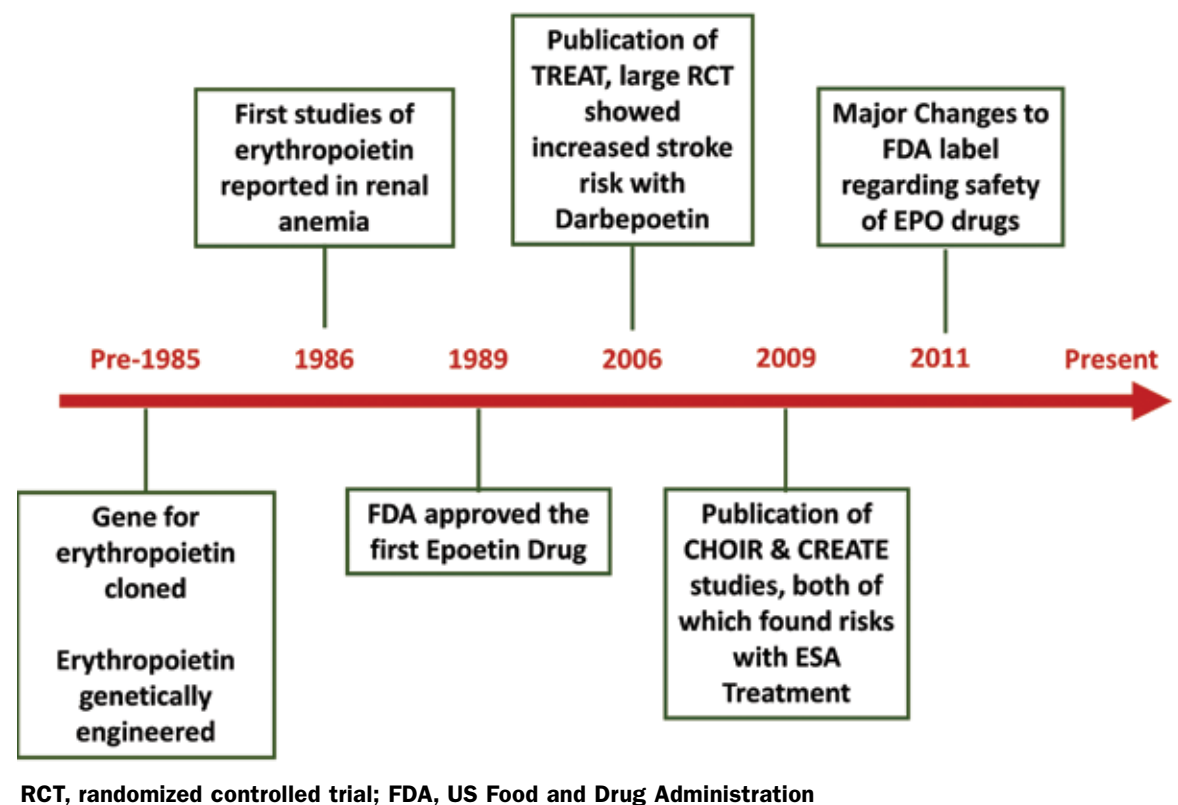 Publication of
TREAT, large RCT
showed
increased stroke
risk with
Darbepoetin
First studies of
erythropoietin
reported in renal
anemia
Major Changes to
FDA label
regarding safety
of EPO drugs
Pre-1985
1986
1989
2006
2009
2011
Present
Gene for
erythropoietin
cloned
Erythropoietin
genetically
engineered
FDA approved the
first Epoetin Drug
Publication of
CHOIR & CREATE
studies, both of
which found risks
with ESA
Treatment
RCT, randomized controlled trial; FDA, US Food and Drug Administration